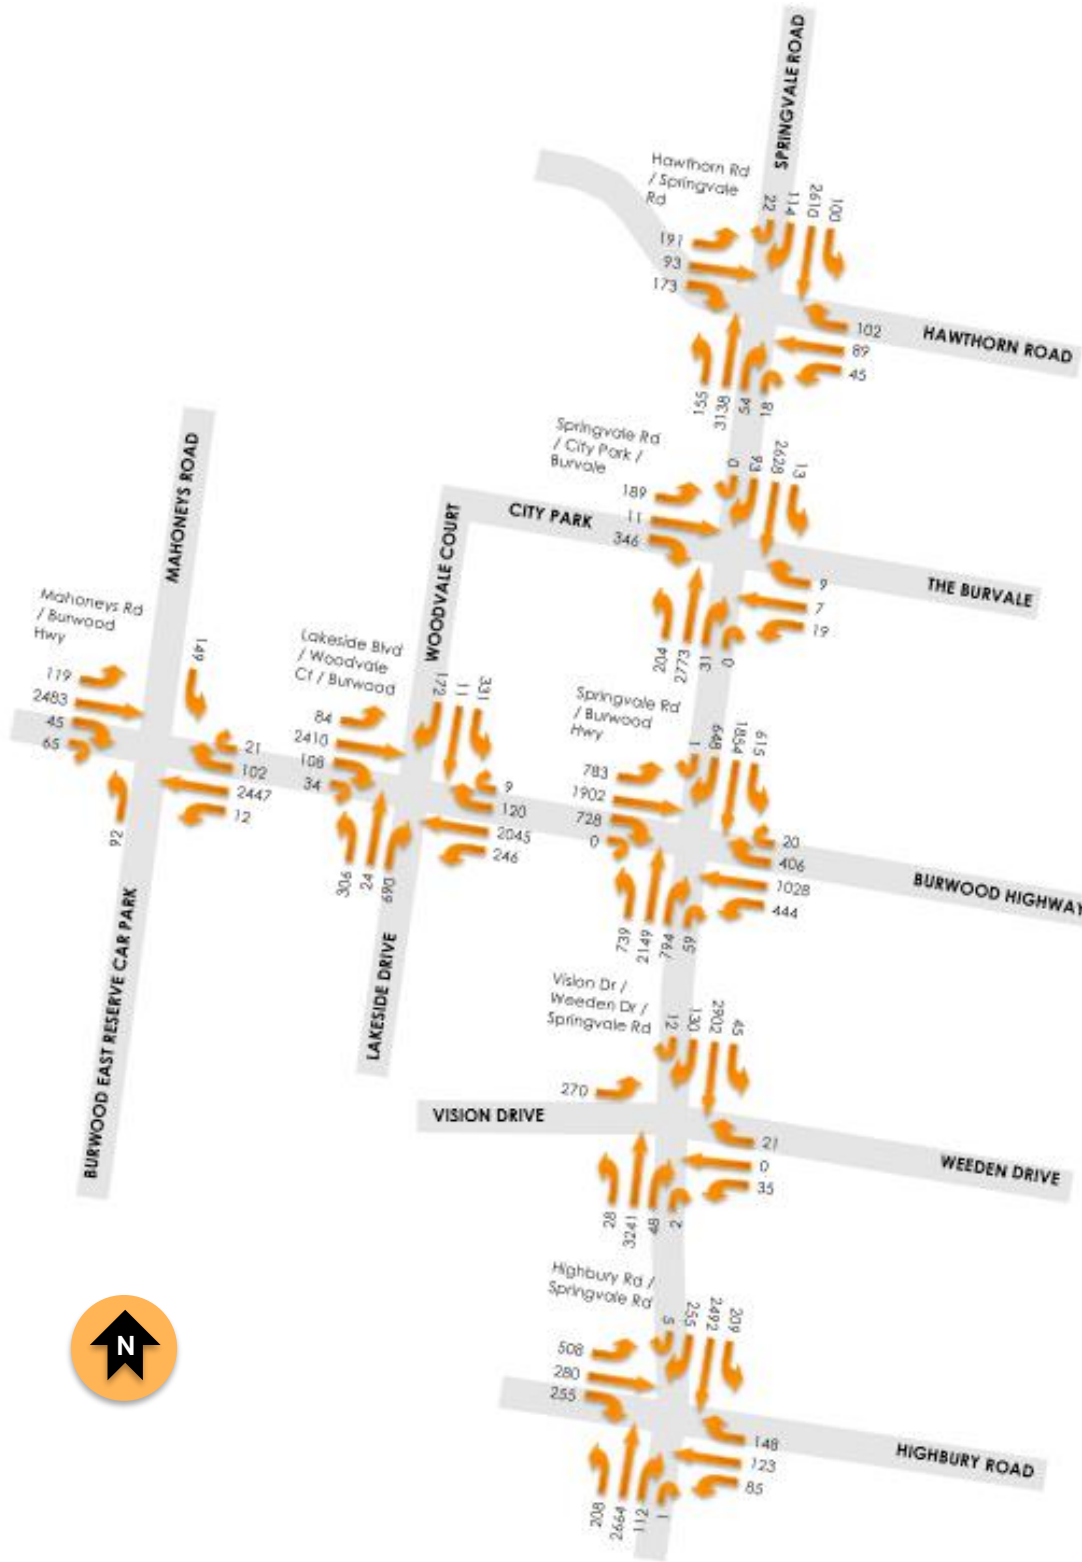 SPRINGVALE ROAD
Hawthorn Rd
/ Springvale
Rd
22
114
2610
100
191
93
173
102
89
45
HAWTHORN ROAD
155
3138
54
18
Springvale Rd
/ City Park /
Burvale
0
93
2628
13
189
11
346
CITY PARK
9
7
19
THE BURVALE
204
2773
31
0
MAHONEYS ROAD
WOODVALE COURT
Mahoneys Rd
/ Burwood
Hwy
149
119
2483
45
65
21
102
2447
12
92
Lakeside Blvd
/ Woodvale
Ct / Burwood
172
11
331
84
2410
108
34
9
120
2045
246
306
24
690
Springvale Rd
/ Burwood
Hwy
1
648
1854
615
783
1902
728
0
20
406
1028
444
BURWOOD HIGHWAY
739
2149
794
59
BURWOOD EAST RESERVE CAR PARK
LAKESIDE DRIVE
Vision Dr /
Weeden Dr /
Springvale Rd
12
130
2902
45
270
VISION DRIVE
21
0
35
WEEDEN DRIVE
28
3241
48
2
Highbury Rd /
Springvale Rd
5
255
2492
209
508
280
255
148
123
85
HIGHBURY ROAD
208
2664
112
1
N